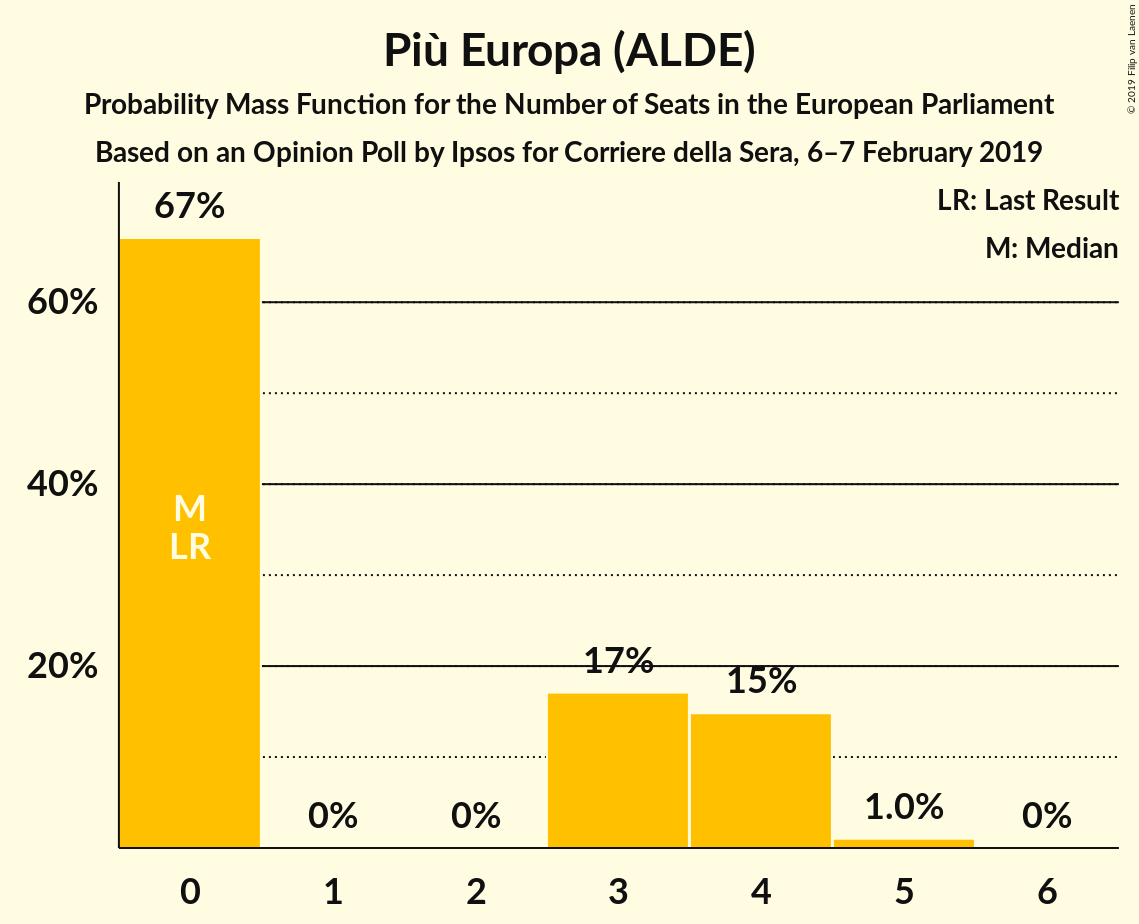 Più Europa (ALDE)
Probability Mass Function for the Number of Seats in the European Parliament
Based on an Opinion Poll by Ipsos for Corriere della Sera, 6–7 February 2019
© 2019 Filip van Laenen
LR: Last Result
M: Median
67%
60%
40%
20%
M
LR
0%
0%
17%
15%
1.0%
0%
0
1
2
3
4
5
6